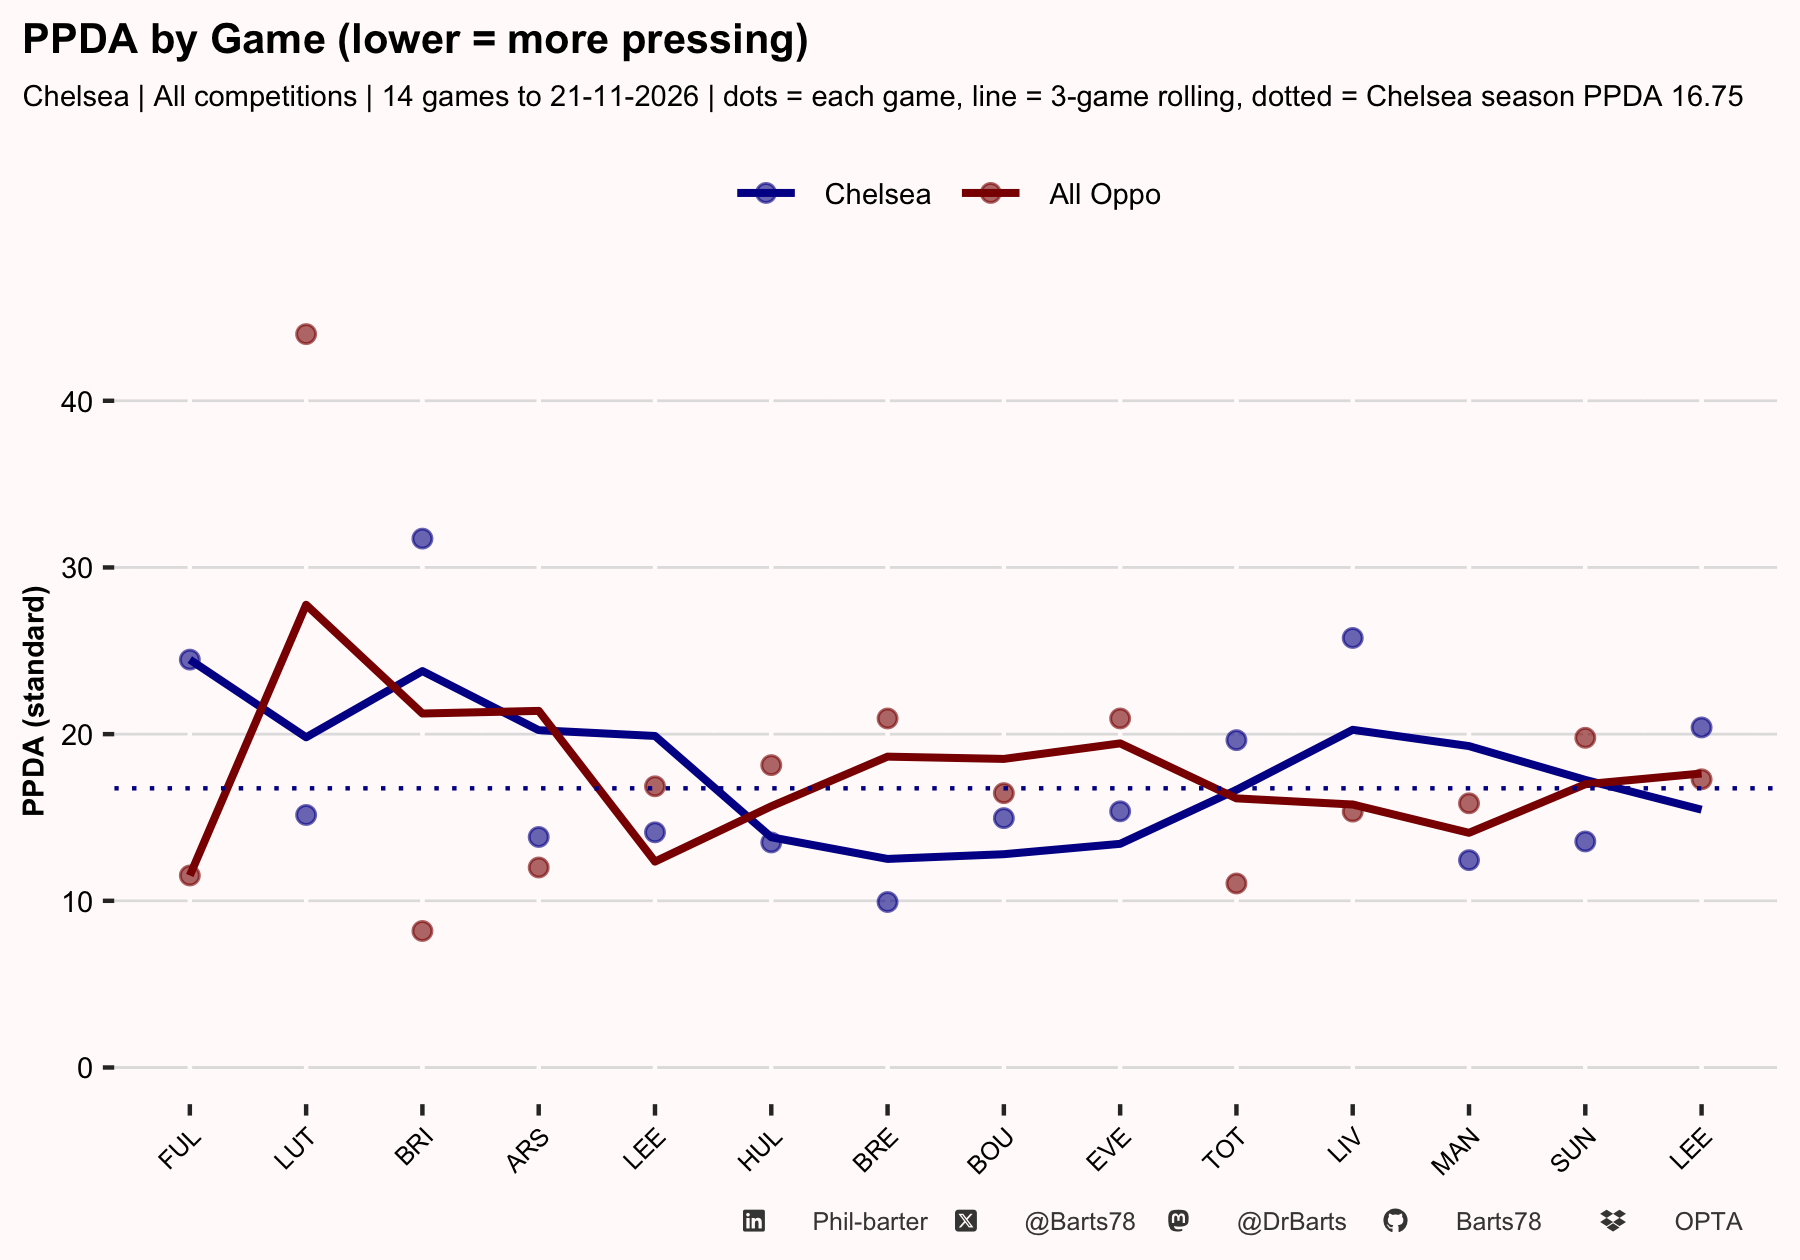 PPDA by Game (lower = more pressing)
Chelsea | All competitions | 14 games to 21-11-2026 | dots = each game, line = 3-game rolling, dotted = Chelsea season PPDA 16.75
Chelsea All Oppo
PPDA (standard)
40
30
20
10
0
FUL LUT BRI ARS LEE HUL BRE BOU EVE TOT LIV MAN SUN LEE
Phil-barter @Barts78 @DrBarts Barts78 OPTA